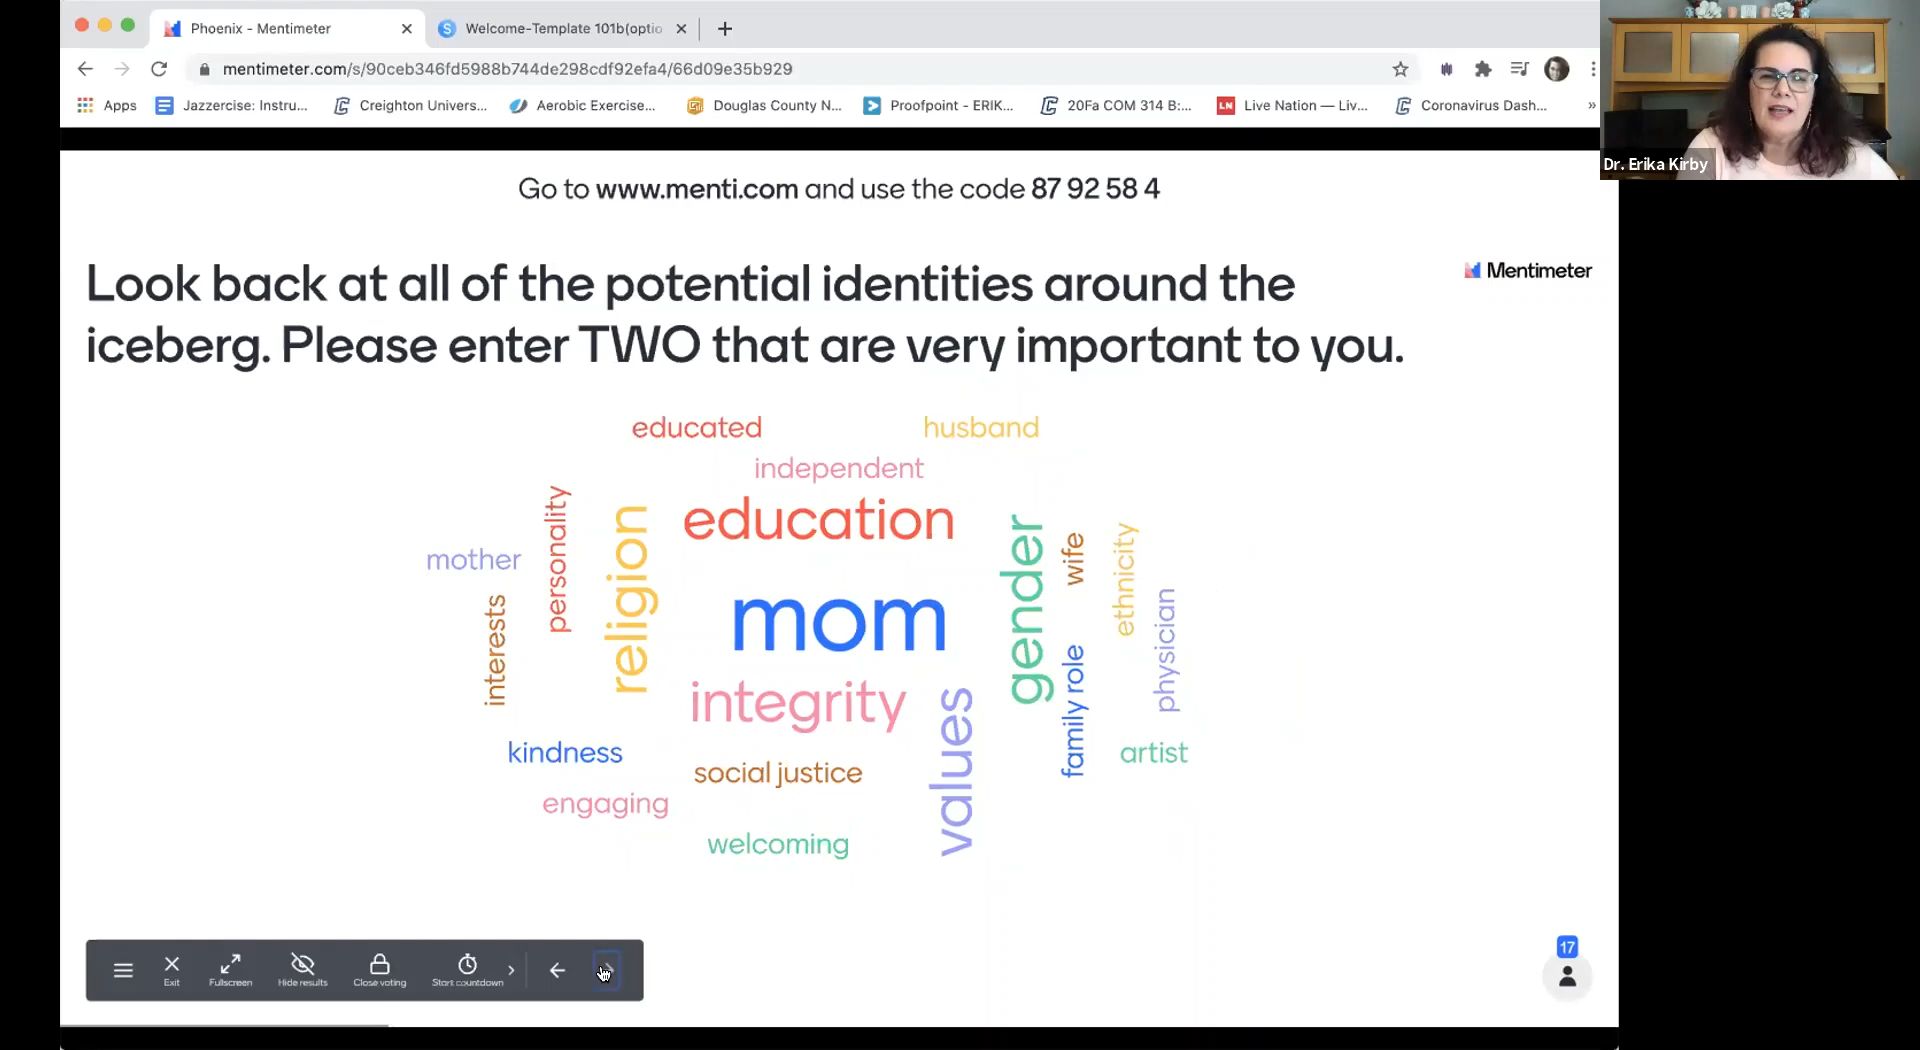 Phoenix - Mentimeter
Welcome-Template 101b(optio
mentimeter.com/s/90ceb346fd5988b744de298cdf92efa4/66d09e35b929
Apps
Jazzercise: Instru...
Creighton Univers...
Aerobic Exercise...
Douglas County N...
Proofpoint - ERIK...
20Fa COM 314 B:...
LN
Live Nation — Liv...
Coronavirus Dash...
»
Dr. Erika Kirby
Go to www.menti.com and use the code 87 92 58 4
Mentimeter
Look back at all of the potential identities around the
iceberg. Please enter TWO that are very important to you.
educated
husband
independent
education
personality
religion
mother
gender
wife
ethnicity
interests
mom
physician
integrity
family role
values
kindness
social justice
artist
engaging
welcoming
Exit
Fullscreen
Hide results
Close voting
Start countdown
17